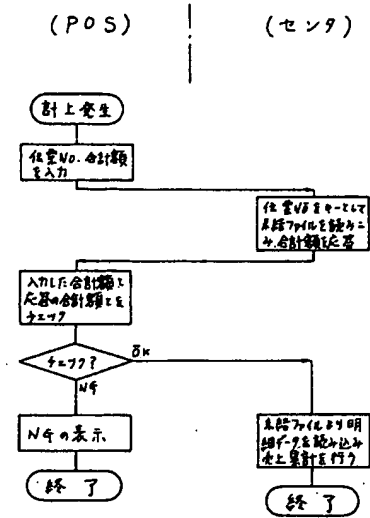 (POS)
(センタ)
計上発生
伝票NO.合計額
を入力
伝票NOをキーとして
未結ファイルを読みこ
み、合計額を応答
入力した合計額と
応答の合計額とを
チェック
チェック?
OK
NG
NGの表示
未結ファイルより明
細データを読み込み
売上集計を行う
終了
終了